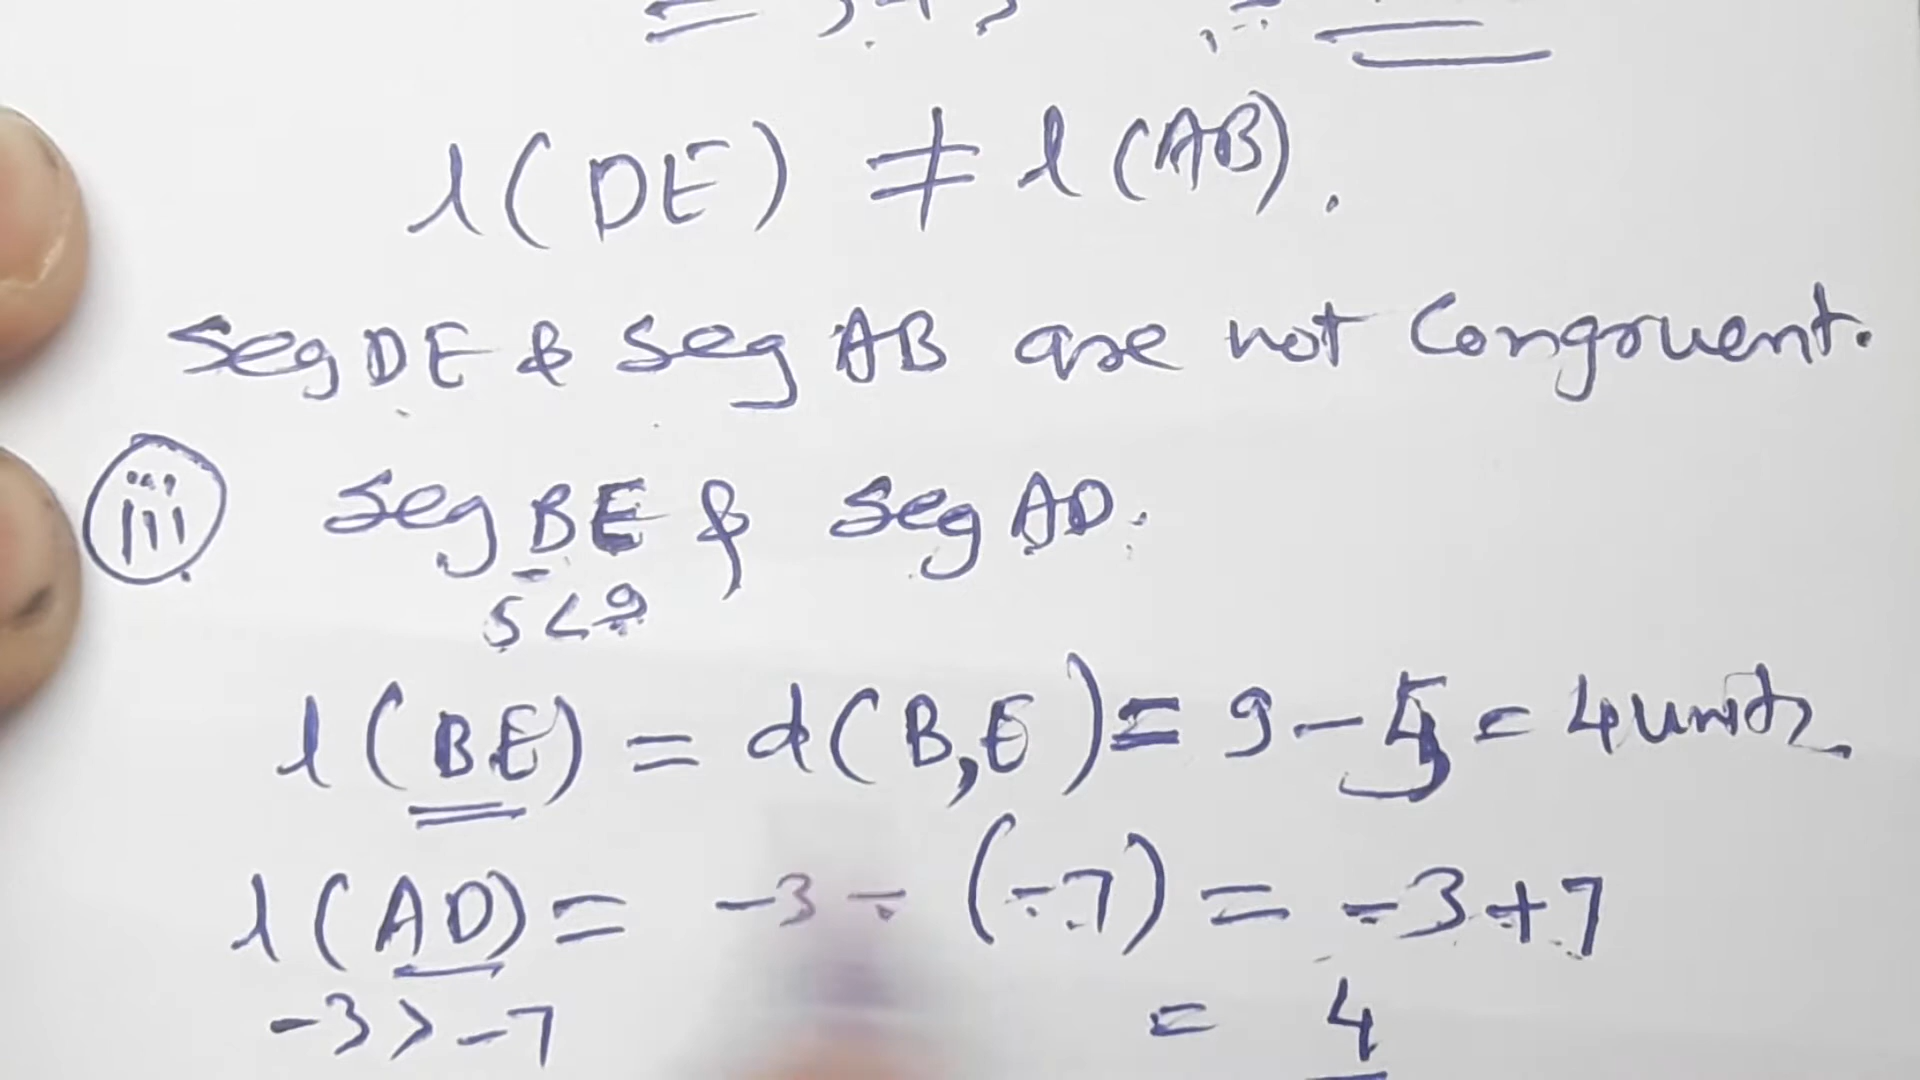 l(DE) ≠ l(AB).
seg DE & seg AB are not Congruent.
iii seg BE & seg AD.
5<9
l(BE) = d(B,E) = 9-5 = 4 units
l(AD) = -3 - (-7) = -3+7
-3>-7 = 4